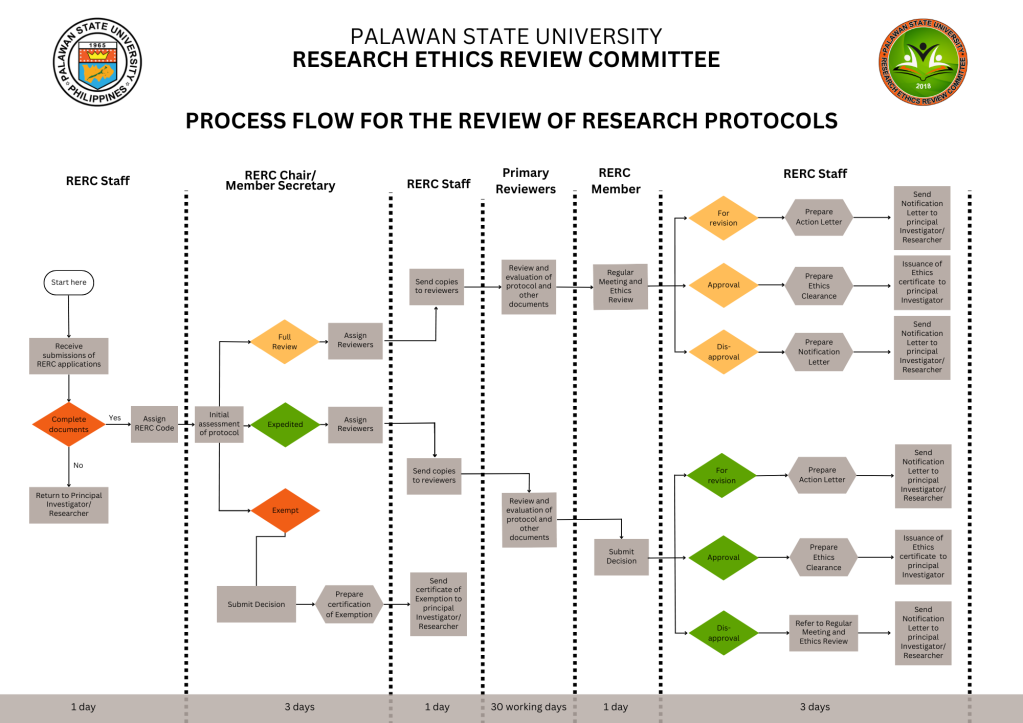 PALAWAN STATE UNIVERSITY
1965
PHILIPPINES
PALAWAN STATE UNIVERSITY
RESEARCH ETHICS REVIEW COMMITTEE
PALAWAN STATE UNIVERSITY
RESEARCH ETHICS REVIEW COMMITTEE
2018
PROCESS FLOW FOR THE REVIEW OF RESEARCH PROTOCOLS
RERC Staff
RERC Chair/
Member Secretary
RERC Staff
Primary
Reviewers
RERC
Member
RERC Staff
Start here
Receive
submissions of
RERC applications
Complete
documents
Yes
No
Return to Principal
Investigator/
Researcher
Assign
RERC Code
Initial
assessment
of protocol
Full
Review
Assign
Reviewers
Expedited
Assign
Reviewers
Exempt
Submit Decision
Prepare
certification
of Exemption
Send copies
to reviewers
Send copies
to reviewers
Send
certificate of
Exemption to
principal
Investigator/
Researcher
Review and
evaluation of
protocol and
other
documents
Review and
evaluation of
protocol and
other
documents
Regular
Meeting and
Ethics
Review
Submit
Decision
For
revision
Prepare
Action Letter
Send
Notification
Letter to
principal
Investigator/
Researcher
Approval
Prepare
Ethics
Clearance
Issuance of
Ethics
certificate to
principal
Investigator
Dis-
approval
Prepare
Notification
Letter
Send
Notification
Letter to
principal
Investigator/
Researcher
For
revision
Prepare
Action Letter
Send
Notification
Letter to
principal
Investigator/
Researcher
Approval
Prepare
Ethics
Clearance
Issuance of
Ethics
certificate to
principal
Investigator
Dis-
approval
Refer to Regular
Meeting and
Ethics Review
Send
Notification
Letter to
principal
Investigator/
Researcher
1 day
3 days
1 day
30 working days
1 day
3 days